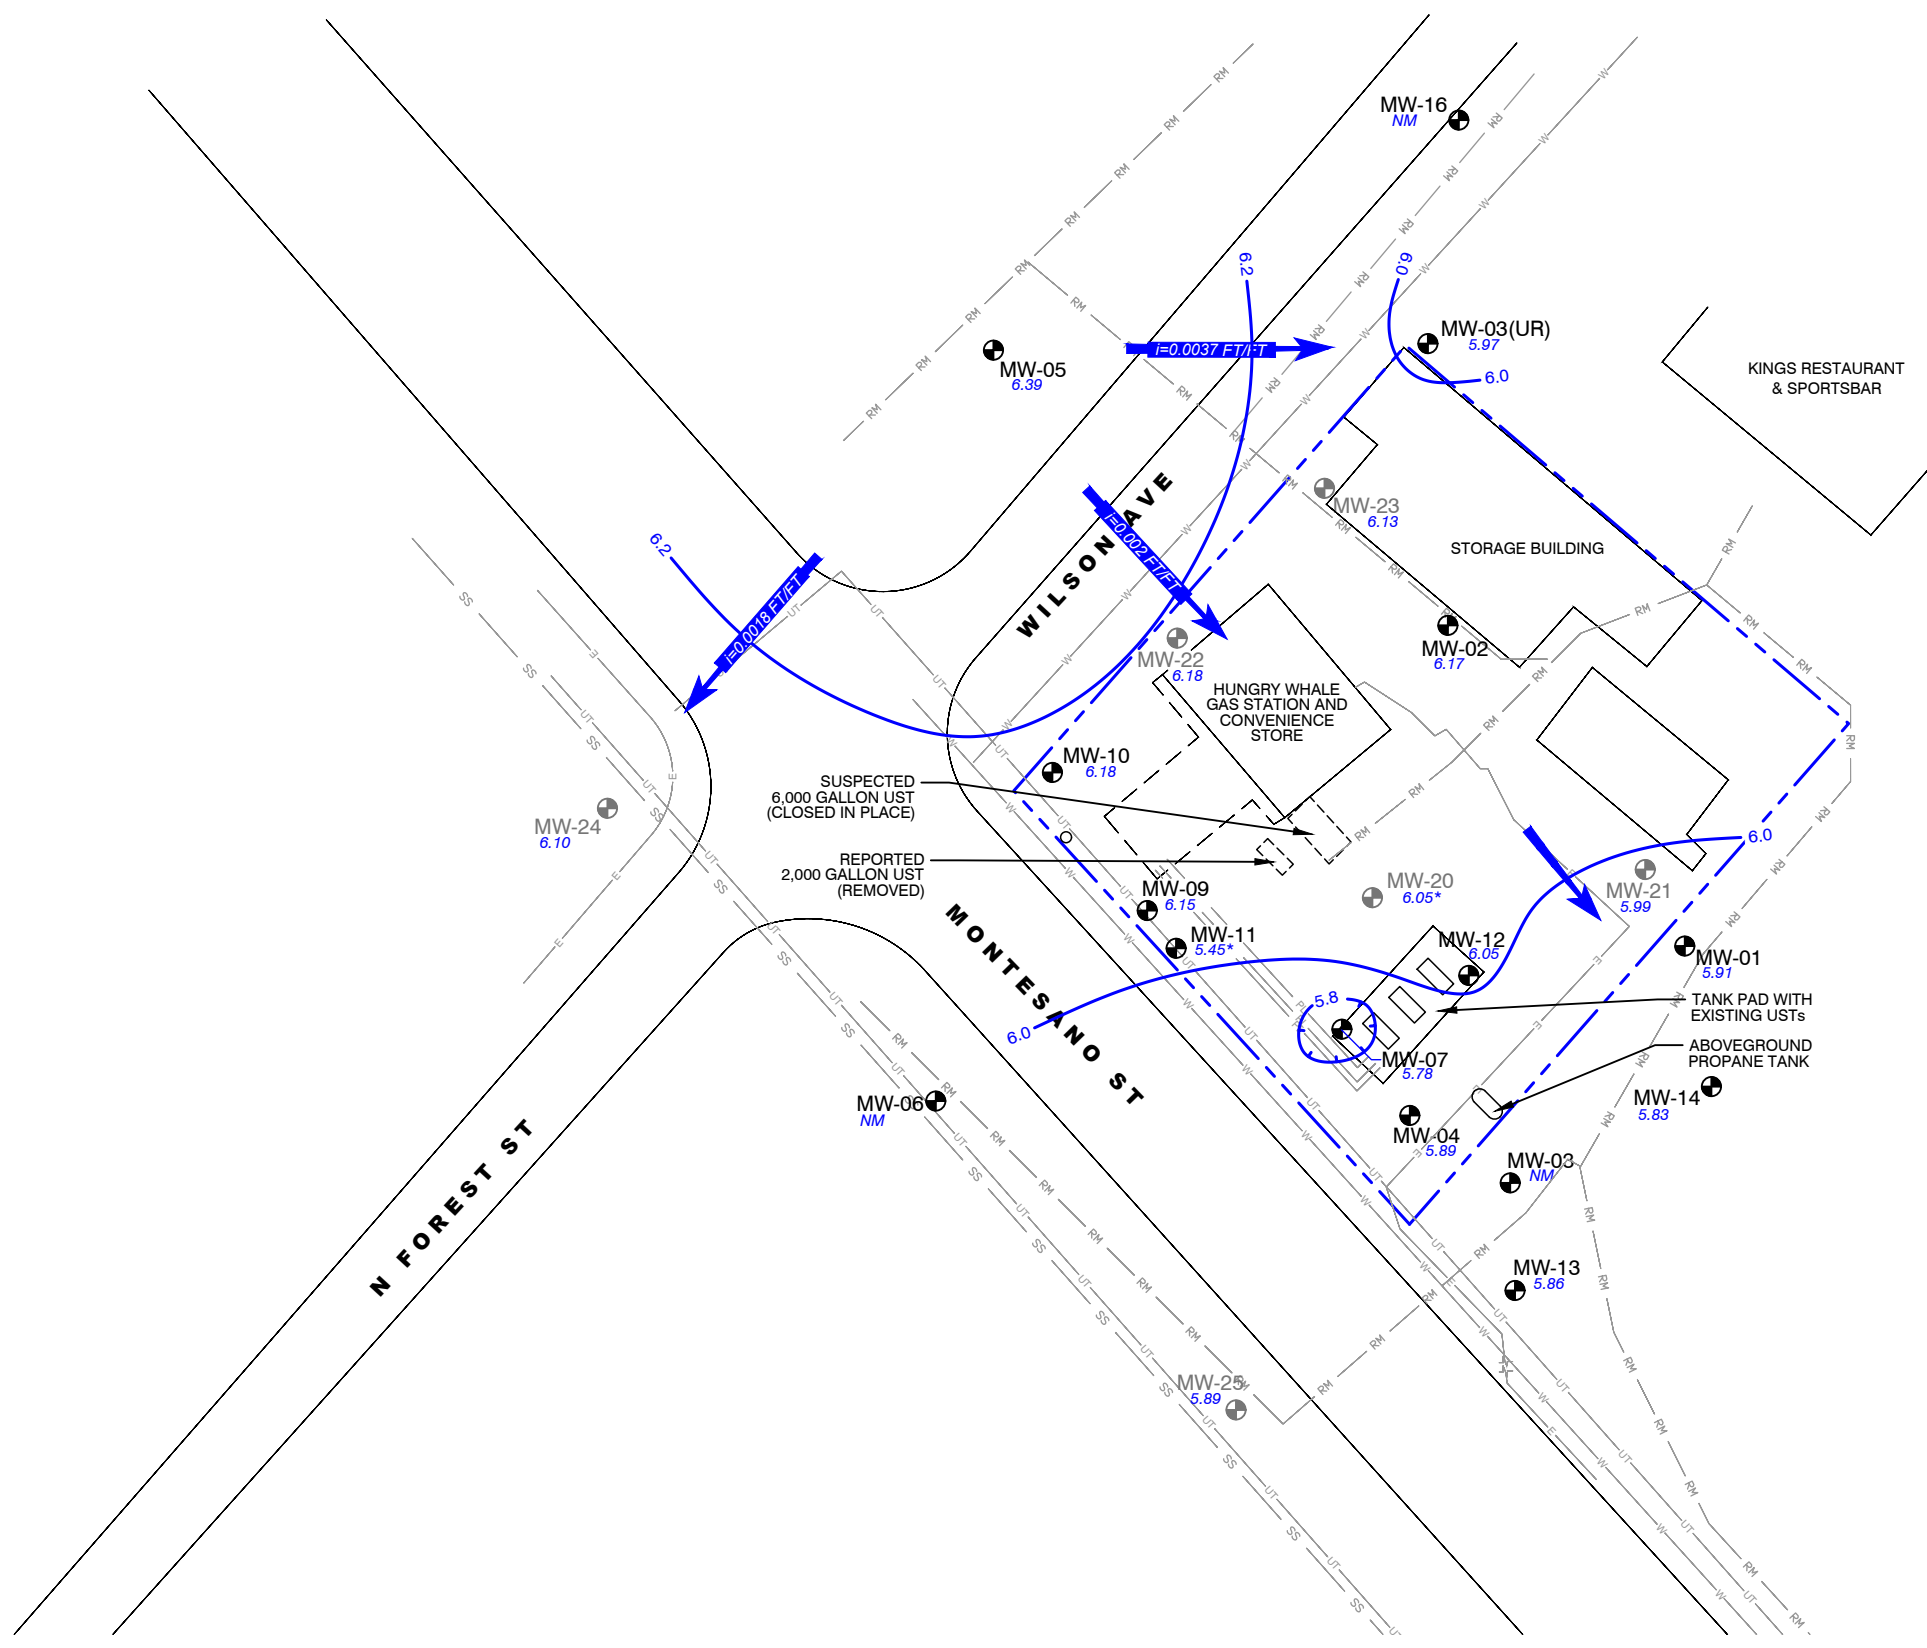 MW-16
NM
6.2
6.0
MW-03(UR)
5.97
6.0
i=0.0037 FT/FT
MW-05
6.39
KINGS RESTAURANT
& SPORTSBAR
WILSON AVE
MW-23
6.13
STORAGE BUILDING
i=0.002 FT/FT
6.2
i=0.0018 FT/FT
MW-22
6.18
MW-02
6.17
HUNGRY WHALE
GAS STATION AND
CONVENIENCE
STORE
MW-10
6.18
SUSPECTED
6,000 GALLON UST
(CLOSED IN PLACE)
MW-24
6.10
REPORTED
2,000 GALLON UST
(REMOVED)
6.0
MW-09
6.15
MW-20
6.05*
MW-21
5.99
MW-11
5.45*
MW-12
6.05
MW-01
5.91
MONTESANO ST
5.8
6.0
TANK PAD WITH
EXISTING USTs
MW-07
5.78
ABOVEGROUND
PROPANE TANK
MW-06
NM
MW-14
5.83
MW-04
5.89
N FOREST ST
MW-03
NM
MW-13
5.86
MW-25
5.89
RM
W
UT
SS
E